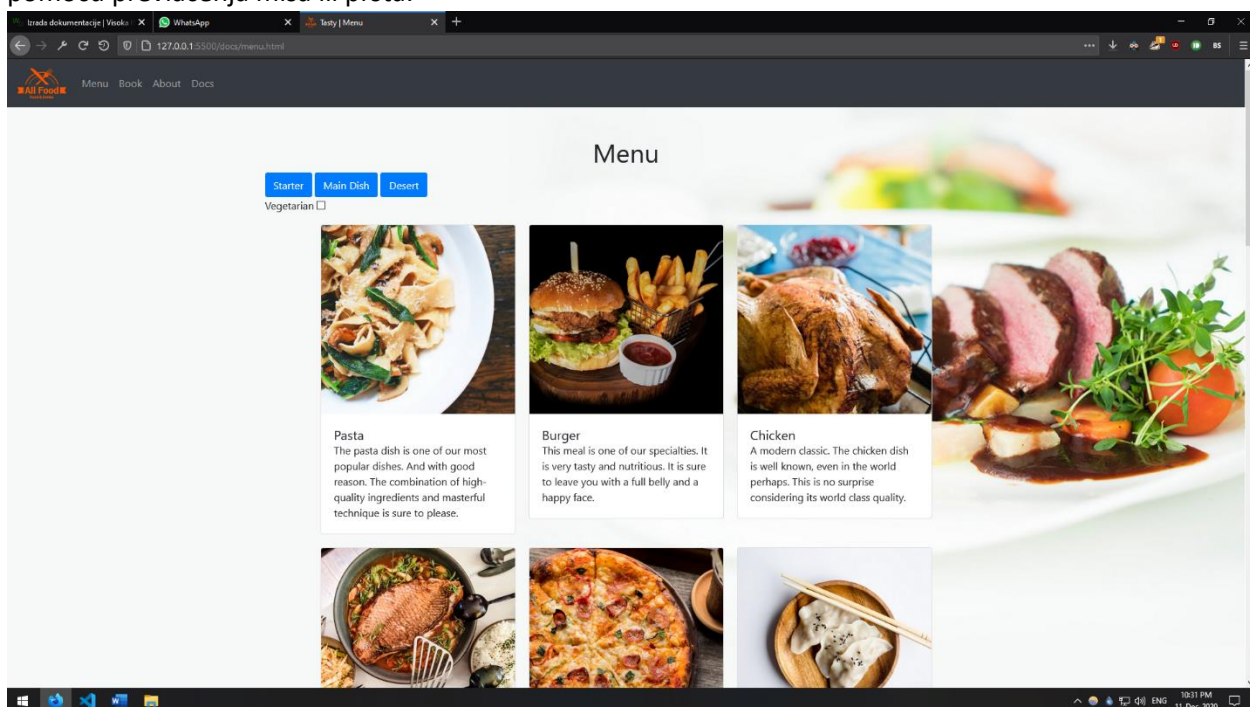 Izrada dokumentacije | Visoka
WhatsApp
Tasty | Menu
127.0.0.1:5500/docs/menu.html
BS
All Food
Menu Book About Docs
Menu
Starter Main Dish Desert
Vegetarian
Pasta
The pasta dish is one of our most
popular dishes. And with good
reason. The combination of high-
quality ingredients and masterful
technique is sure to please.
Burger
This meal is one of our specialties. It
is very tasty and nutritious. It is sure
to leave you with a full belly and a
happy face.
Chicken
A modern classic. The chicken dish
is well known, even in the world
perhaps. This is no surprise
considering its world class quality.
ENG
10:31 PM
11-Dec-2020